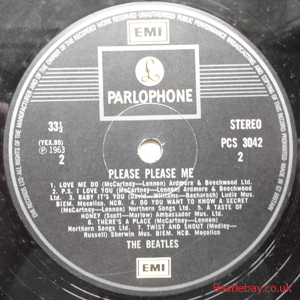 EMI
PARLOPHONE
33⅓
STEREO
(YEX.95)
PCS 3042
℗ 1963
2
2
PLEASE PLEASE ME
1. LOVE ME DO (McCartney—Lennon) Ardmore & Beechwood Ltd.
2. P.S. I LOVE YOU (McCartney—Lennon) Ardmore &
Beechwood Ltd. 3. BABY IT'S YOU (David—Williams—Bacharach) Ludix Mus.
BIEM. Mecolico, NCB. 4. DO YOU WANT TO KNOW A SECRET
(McCartney—Lennon) Northern Songs Ltd. 5. A TASTE OF
HONEY (Scott—Marlow) Ambassador Mus. Ltd.
6. THERE'S A PLACE (McCartney—Lennon)
Northern Songs Ltd. 7. TWIST AND SHOUT (Medley—
Russell) Sherwin Mus. BIEM, NCB. Mecolico
THE BEATLES
EMI